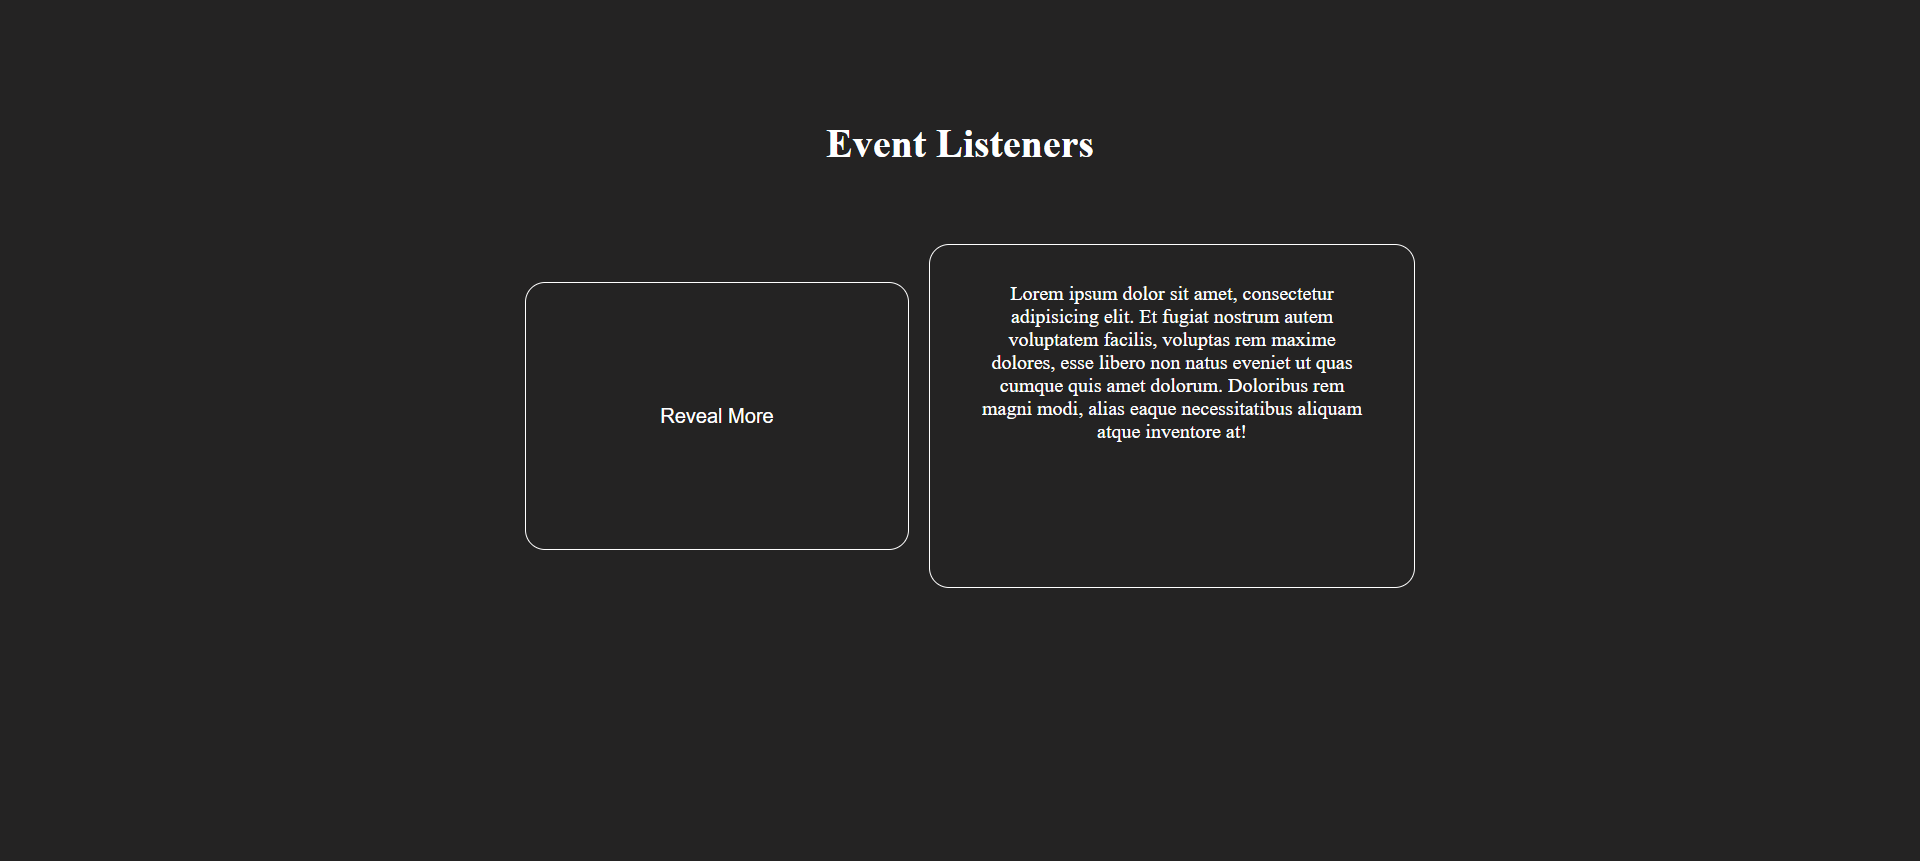 Event Listeners
Reveal More
Lorem ipsum dolor sit amet, consectetur
adipisicing elit. Et fugiat nostrum autem
voluptatem facilis, voluptas rem maxime
dolores, esse libero non natus eveniet ut quas
cumque quis amet dolorum. Doloribus rem
magni modi, alias eaque necessitatibus aliquam
atque inventore at!